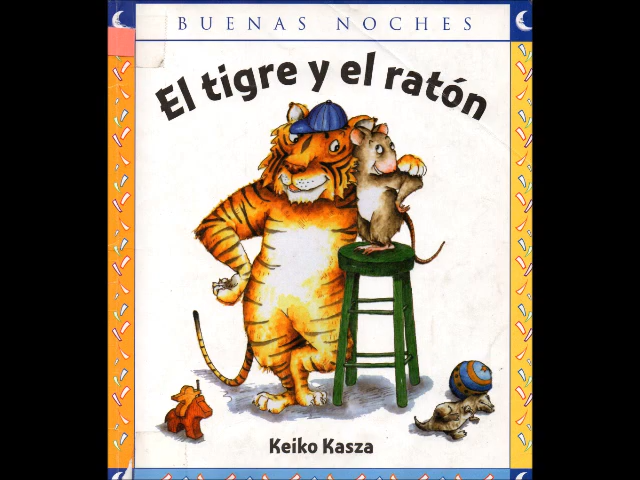 BUENAS NOCHES
El tigre y el ratón
Keiko Kasza